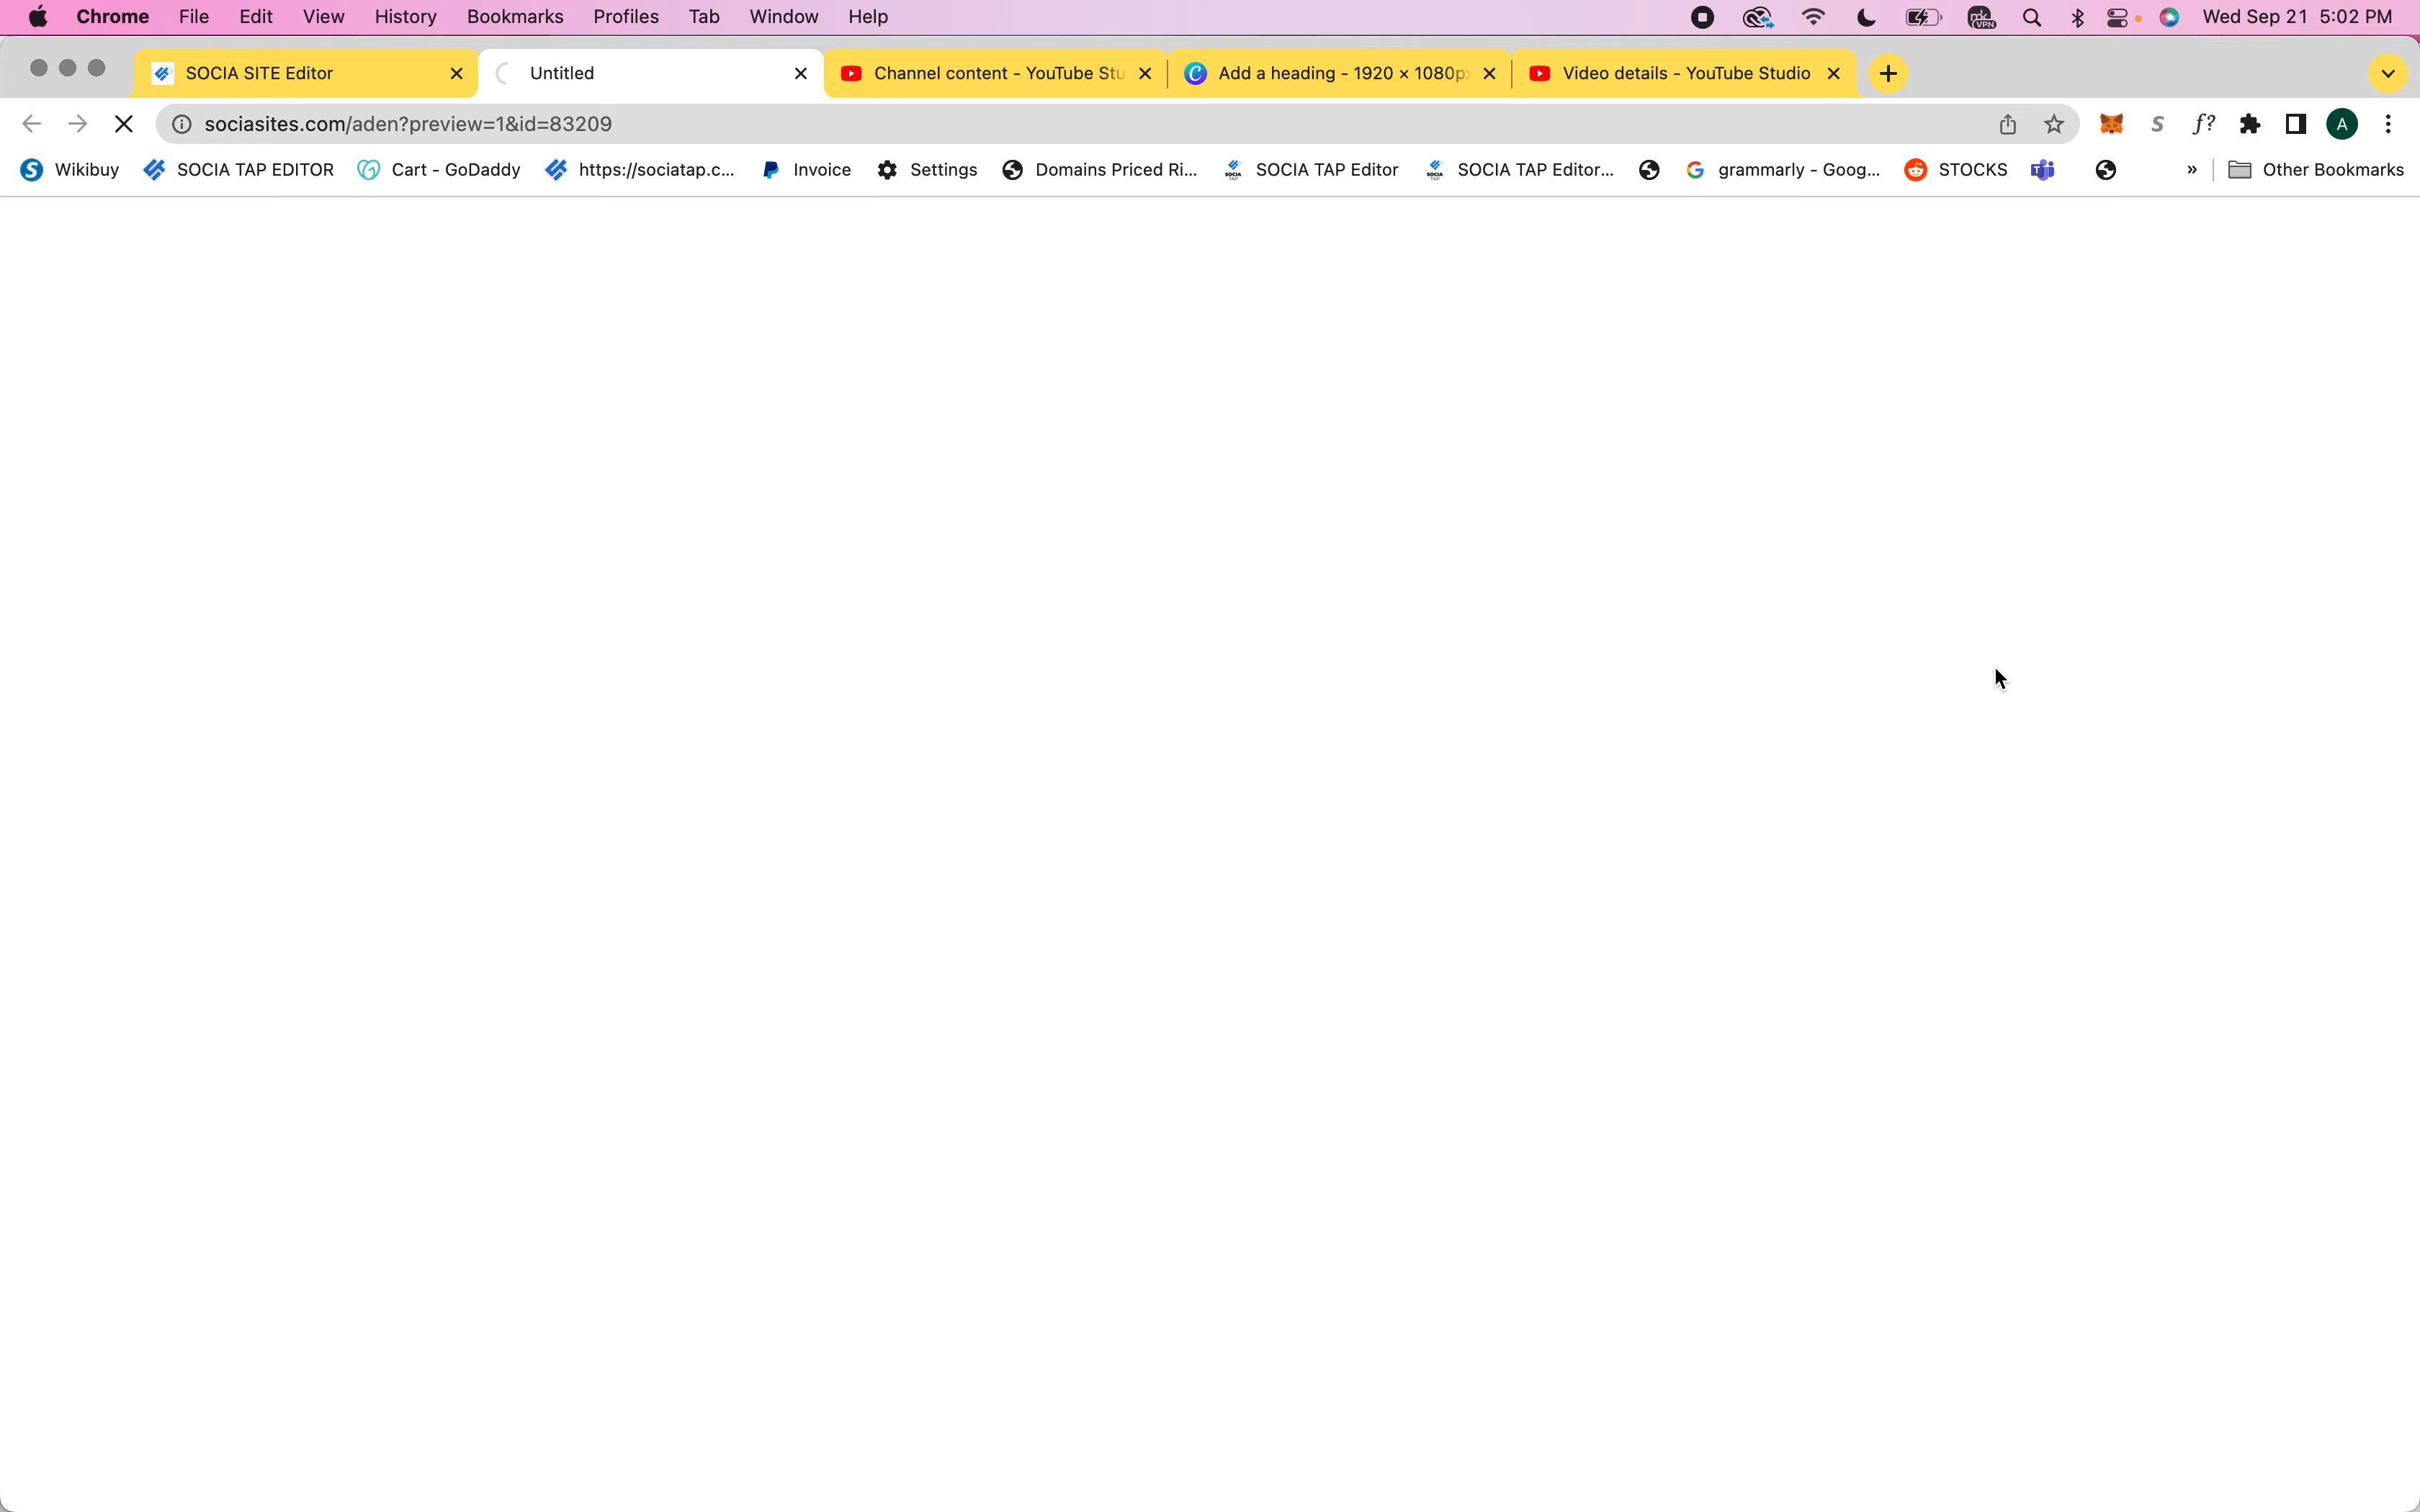 Chrome File Edit View History Bookmarks Profiles Tab Window Help mk VPN Wed Sep 21 5:02 PM
SOCIA SITE Editor Untitled Channel content - YouTube Stu Add a heading - 1920 × 1080p Video details - YouTube Studio
sociasites.com/aden?preview=1&id=83209 S f? A
Wikibuy SOCIA TAP EDITOR Cart - GoDaddy https://sociatap.c... Invoice Settings Domains Priced Ri... SOCIA TAP Editor SOCIA TAP Editor... grammarly - Goog... STOCKS » Other Bookmarks